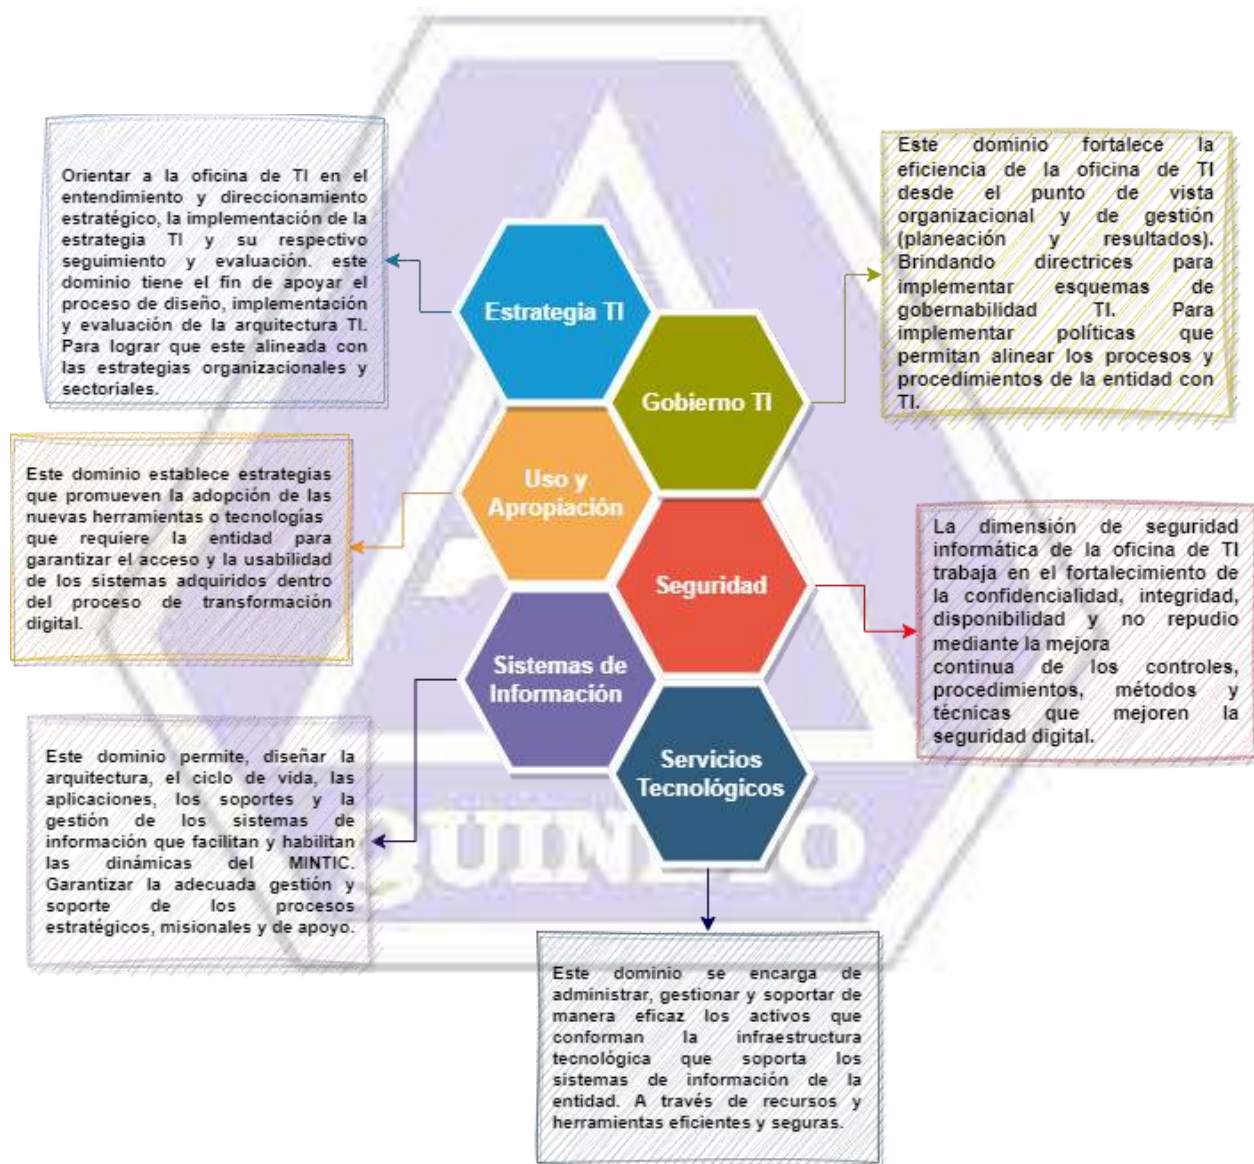 Orientar a la oficina de TI en el
entendimiento y direccionamiento
estratégico, la implementación de la
estrategia TI y su respectivo
seguimiento y evaluación. este
dominio tiene el fin de apoyar el
proceso de diseño, implementación
y evaluación de la arquitectura TI.
Para lograr que este alineada con
las estrategias organizacionales y
sectoriales.
Este dominio fortalece la
eficiencia de la oficina de TI
desde el punto de vista
organizacional y de gestión
(planeación y resultados).
Brindando directrices para
implementar esquemas de
gobernabilidad TI. Para
implementar políticas que
permitan alinear los procesos y
procedimientos de la entidad con
TI.
Estrategia TI
Gobierno TI
Uso y
Apropiación
Seguridad
Sistemas de
Información
Servicios
Tecnológicos
Este dominio establece estrategias
que promueven la adopción de las
nuevas herramientas o tecnologías
que requiere la entidad para
garantizar el acceso y la usabilidad
de los sistemas adquiridos dentro
del proceso de transformación
digital.
La dimensión de seguridad
informática de la oficina de TI
trabaja en el fortalecimiento de
la confidencialidad, integridad,
disponibilidad y no repudio
mediante la mejora
continua de los controles,
procedimientos, métodos y
técnicas que mejoren la
seguridad digital.
Este dominio permite, diseñar la
arquitectura, el ciclo de vida, las
aplicaciones, los soportes y la
gestión de los sistemas de
información que facilitan y habilitan
las dinámicas del MINTIC.
Garantizar la adecuada gestión y
soporte de los procesos
estratégicos, misionales y de apoyo.
Este dominio se encarga de
administrar, gestionar y soportar de
manera eficaz los activos que
conforman la infraestructura
tecnológica que soporta los
sistemas de información de la
entidad. A través de recursos y
herramientas eficientes y seguras.